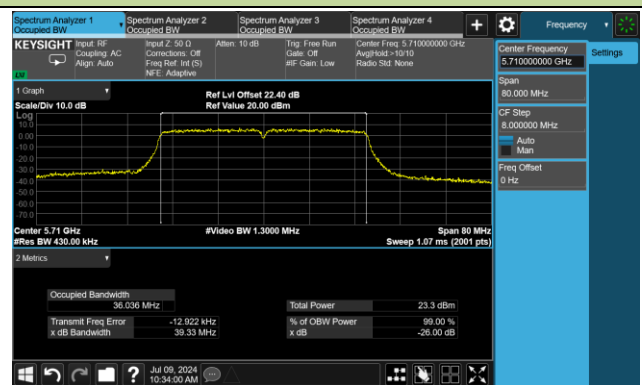 Spectrum Analyzer 1
Occupied BW
Spectrum Analyzer 2
Occupied BW
Spectrum Analyzer 3
Occupied BW
Spectrum Analyzer 4
Occupied BW
+
Frequency
KEYSIGHT
Input: RF
Coupling: AC
Align: Auto
Input Z: 50 Ω
Corrections: Off
Freq Ref: Int (S)
NFE: Adaptive
Atten: 10 dB
Trig: Free Run
Gate: Off
#IF Gain: Low
Center Freq: 5.710000000 GHz
Avg|Hold:>10/10
Radio Std: None
LW
Center Frequency
5.710000000 GHz
Settings
Span
80.000 MHz
CF Step
8.000000 MHz
Auto
Man
Freq Offset
0 Hz
1 Graph
Scale/Div 10.0 dB
Ref Lvl Offset 22.40 dB
Ref Value 20.00 dBm
Log
10.0
0.00
-10.0
-20.0
-30.0
-40.0
-50.0
-60.0
-70.0
Center 5.71 GHz
#Res BW 430.00 kHz
#Video BW 1.3000 MHz
Span 80 MHz
Sweep 1.07 ms (2001 pts)
2 Metrics
Occupied Bandwidth
36.036 MHz
Total Power 23.3 dBm
Transmit Freq Error -12.922 kHz
% of OBW Power 99.00 %
x dB Bandwidth 39.33 MHz
x dB -26.00 dB
?
Jul 09, 2024
10:34:00 AM